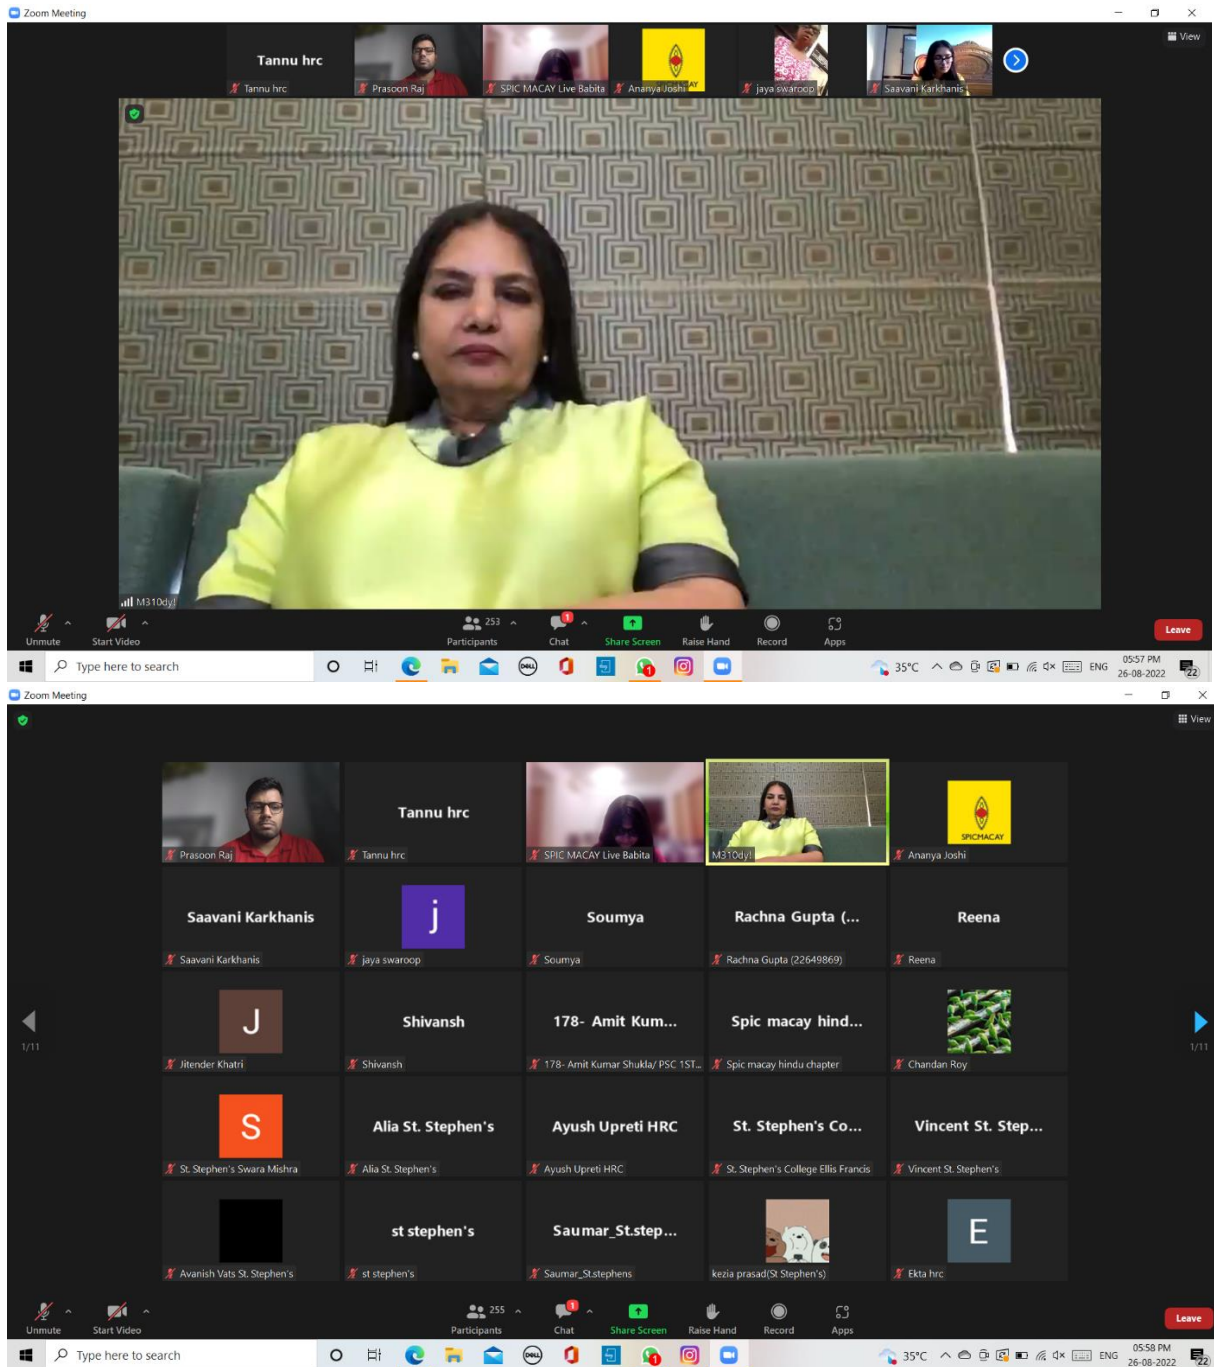 Zoom Meeting
View
Tannu hrc
Tannu hrc
Prasoon Raj
SPIC MACAY Live Babita
Ananya Joshi
jaya swaroop
Saavani Karkhanis
M310dy!
Unmute
Start Video
253
Participants
1
Chat
Share Screen
Raise Hand
Record
Apps
Leave
Type here to search
DELL
1
35°C
ENG
05:57 PM
26-08-2022
22
Zoom Meeting
View
Prasoon Raj
Tannu hrc
Tannu hrc
SPIC MACAY Live Babita
M310dy!
SPICMACAY
Ananya Joshi
Saavani Karkhanis
Saavani Karkhanis
j
jaya swaroop
Soumya
Soumya
Rachna Gupta (...
Rachna Gupta (22649869)
Reena
Reena
1/11
J
Jitender Khatri
Shivansh
Shivansh
178- Amit Kum...
178- Amit Kumar Shukla/ PSC 1ST...
Spic macay hind...
Spic macay hindu chapter
Chandan Roy
1/11
S
St. Stephen's Swara Mishra
Alia St. Stephen's
Alia St. Stephen's
Ayush Upreti HRC
Ayush Upreti HRC
St. Stephen's Co...
St. Stephen's College Ellis Francis
Vincent St. Step...
Vincent St. Stephen's
Avanish Vats St. Stephen's
st stephen's
st stephen's
Saumar_St.step...
Saumar_St.stephens
kezia prasad(St Stephen's)
E
Ekta hrc
Unmute
Start Video
255
Participants
1
Chat
Share Screen
Raise Hand
Record
Apps
Leave
Type here to search
DELL
1
35°C
ENG
05:58 PM
26-08-2022
22